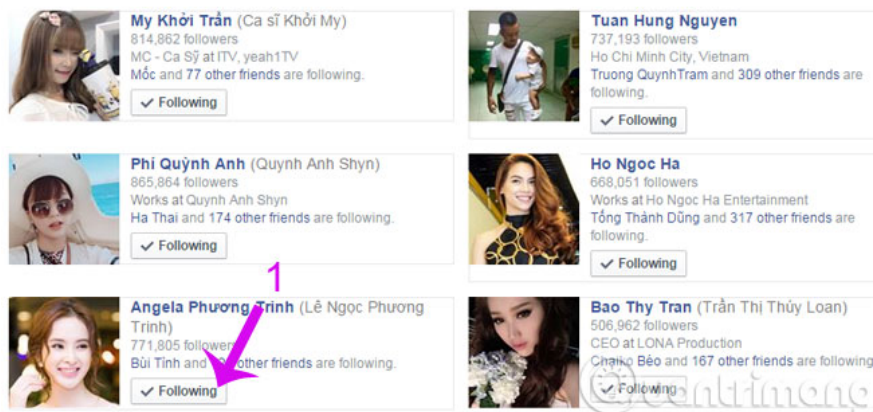 My Khởi Trần (Ca sĩ Khởi My)
814,862 followers
MC - Ca Sỹ at ITV, yeah1TV
Mốc and 77 other friends are following.
Following
Phí Quỳnh Anh (Quynh Anh Shyn)
865,864 followers
Works at Quynh Anh Shyn
Ha Thai and 174 other friends are following.
Following
1
Angela Phương Trinh (Lê Ngọc Phương
Trinh)
771,805 followers
Bùi Tĩnh and other friends are following.
Following
Tuan Hung Nguyen
737,193 followers
Ho Chi Minh City, Vietnam
Truong QuynhTram and 309 other friends are
following.
Following
Ho Ngoc Ha
668,051 followers
Works at Ho Ngoc Ha Entertainment
Tống Thành Dũng and 317 other friends are
following.
Following
Bao Thy Tran (Trần Thị Thúy Loan)
506,962 followers
CEO at LONA Production
Chaiko Bèo and 167 other friends are following
Following
uantrimang